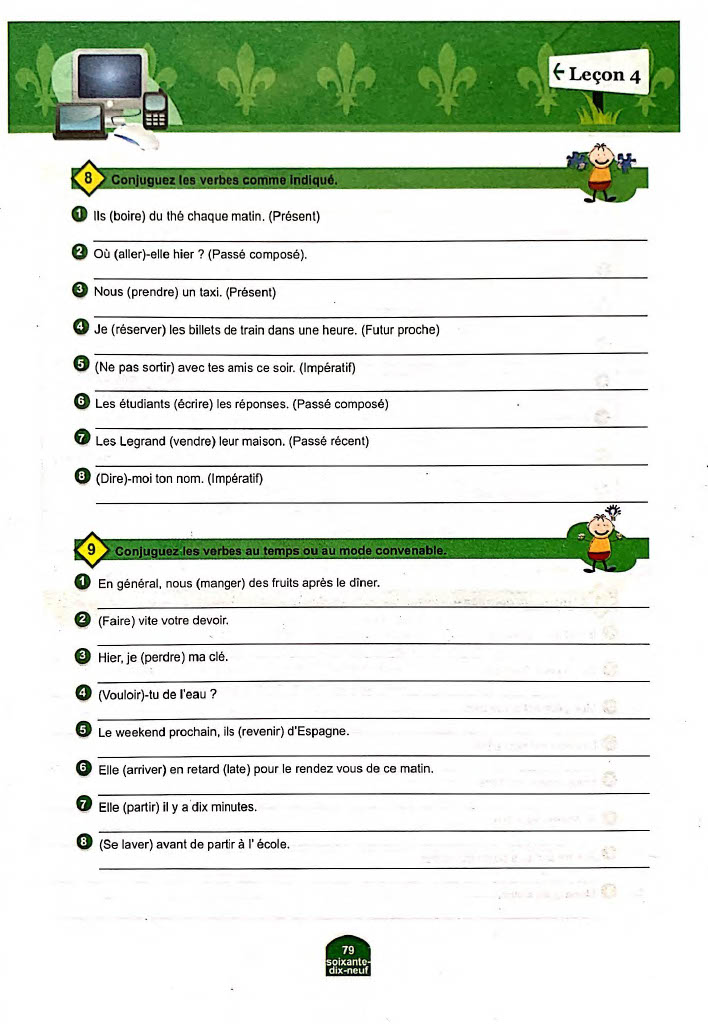 ← Leçon 4
8 Conjuguez les verbes comme indiqué.
1 Ils (boire) du thé chaque matin. (Présent)
2 Où (aller)-elle hier ? (Passé composé).
3 Nous (prendre) un taxi. (Présent)
4 Je (réserver) les billets de train dans une heure. (Futur proche)
5 (Ne pas sortir) avec tes amis ce soir. (Impératif)
6 Les étudiants (écrire) les réponses. (Passé composé)
7 Les Legrand (vendre) leur maison. (Passé récent)
8 (Dire)-moi ton nom. (Impératif)
9 Conjuguez les verbes au temps ou au mode convenable.
1 En général, nous (manger) des fruits après le dîner.
2 (Faire) vite votre devoir.
3 Hier, je (perdre) ma clé.
4 (Vouloir)-tu de l'eau ?
5 Le weekend prochain, ils (revenir) d'Espagne.
6 Elle (arriver) en retard (late) pour le rendez vous de ce matin.
7 Elle (partir) il y a dix minutes.
8 (Se laver) avant de partir à l' école.
79
soixante-
dix-neuf